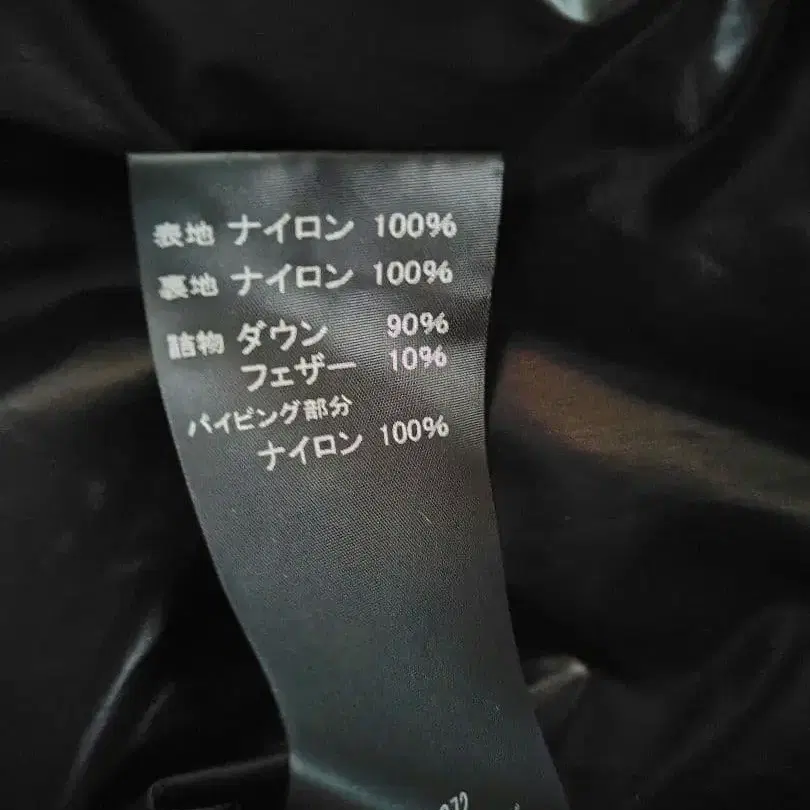 表地 ナイロン 100%
裏地 ナイロン 100%
詰物 ダウン 90%
フェザー 10%
パイピング部分
ナイロン 100%